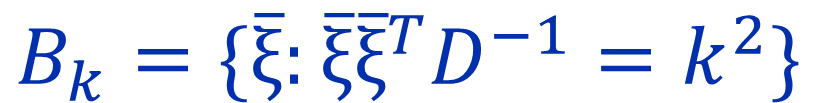 B_k = {ξ̅: ξ̅ξ̅^T D^{-1} = k^2}